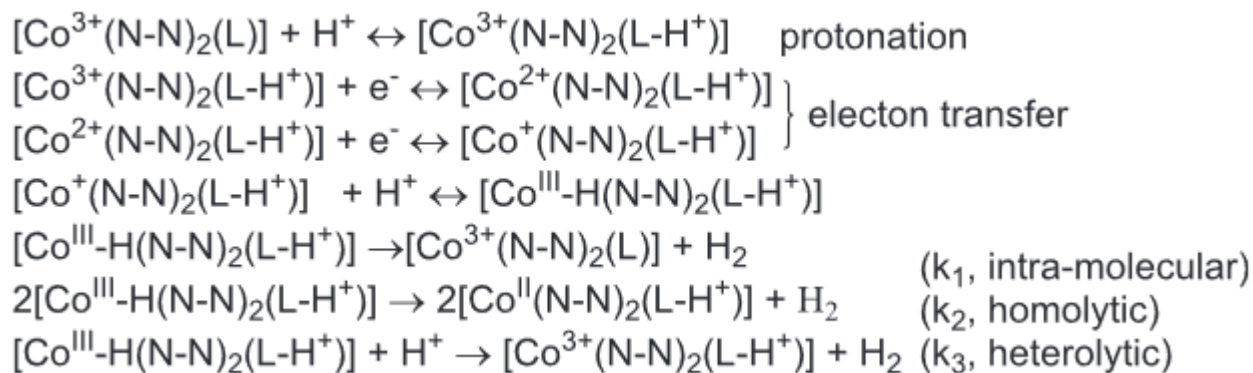 [Co³⁺(N-N)₂(L)] + H⁺ ↔ [Co³⁺(N-N)₂(L-H⁺)] protonation
[Co³⁺(N-N)₂(L-H⁺)] + e⁻ ↔ [Co²⁺(N-N)₂(L-H⁺)]
[Co²⁺(N-N)₂(L-H⁺)] + e⁻ ↔ [Co⁺(N-N)₂(L-H⁺)] } electon transfer
[Co⁺(N-N)₂(L-H⁺)] + H⁺ ↔ [Coᴵᴵᴵ-H(N-N)₂(L-H⁺)]
[Coᴵᴵᴵ-H(N-N)₂(L-H⁺)] →[Co³⁺(N-N)₂(L)] + H₂ (k₁, intra-molecular)
2[Coᴵᴵᴵ-H(N-N)₂(L-H⁺)] → 2[Coᴵᴵ(N-N)₂(L-H⁺)] + H₂ (k₂, homolytic)
[Coᴵᴵᴵ-H(N-N)₂(L-H⁺)] + H⁺ → [Co³⁺(N-N)₂(L-H⁺)] + H₂ (k₃, heterolytic)